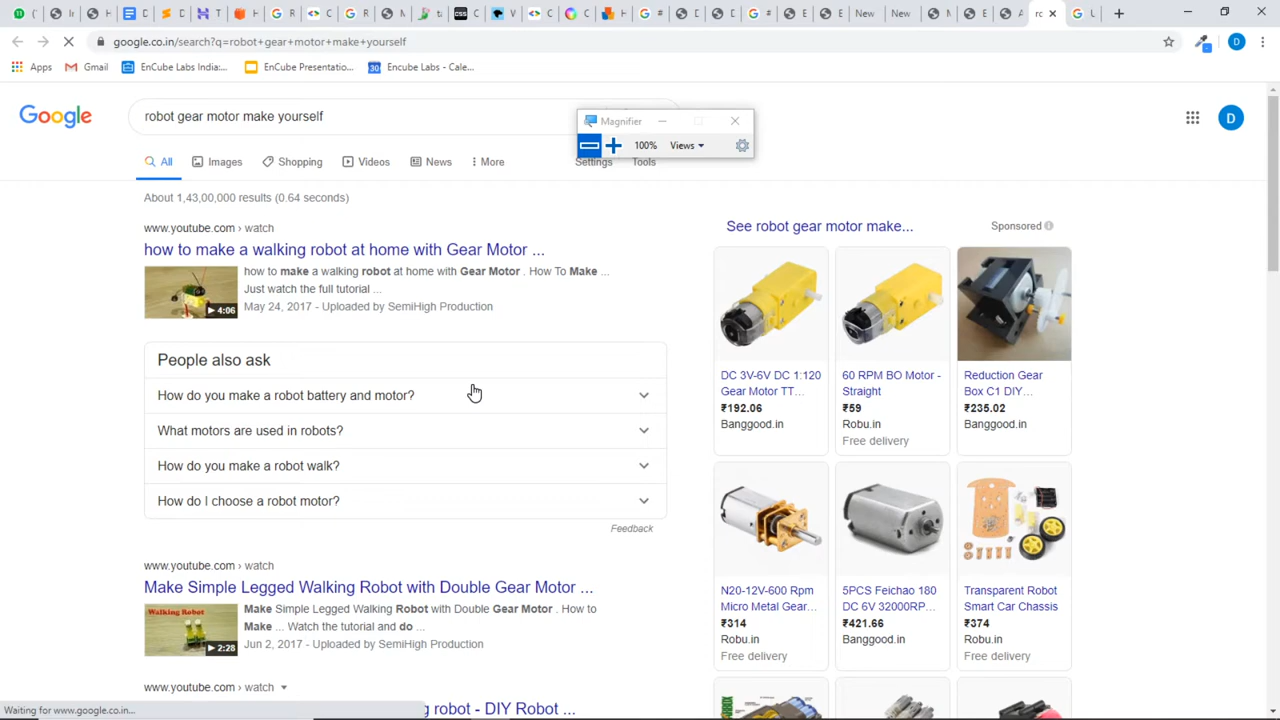 google.co.in/search?q=robot+gear+motor+make+yourself
D
Apps
Gmail
EnCube Labs India:...
EnCube Presentatio...
Encube Labs - Cale...
Google
robot gear motor make yourself
Magnifier
100%
Views
D
All
Images
Shopping
Videos
News
More
Settings
Tools
About 1,43,00,000 results (0.64 seconds)
www.youtube.com › watch
how to make a walking robot at home with Gear Motor ...
how to make a walking robot at home with Gear Motor . How To Make ...
Just watch the full tutorial ...
May 24, 2017 - Uploaded by SemiHigh Production
4:06
People also ask
How do you make a robot battery and motor?
What motors are used in robots?
How do you make a robot walk?
How do I choose a robot motor?
Feedback
www.youtube.com › watch
Make Simple Legged Walking Robot with Double Gear Motor ...
Make Simple Legged Walking Robot with Double Gear Motor . How to
Make ... Watch the tutorial and do ...
Jun 2, 2017 - Uploaded by SemiHigh Production
Walking Robot
2:28
www.youtube.com › watch
g robot - DIY Robot ...
Waiting for www.google.co.in...
See robot gear motor make...
Sponsored
DC 3V-6V DC 1:120
Gear Motor TT...
₹192.06
Banggood.in
60 RPM BO Motor -
Straight
₹59
Robu.in
Free delivery
Reduction Gear
Box C1 DIY...
₹235.02
Banggood.in
N20-12V-600 Rpm
Micro Metal Gear...
₹314
Robu.in
Free delivery
5PCS Feichao 180
DC 6V 32000RP...
₹421.66
Banggood.in
Transparent Robot
Smart Car Chassis
₹374
Robu.in
Free delivery